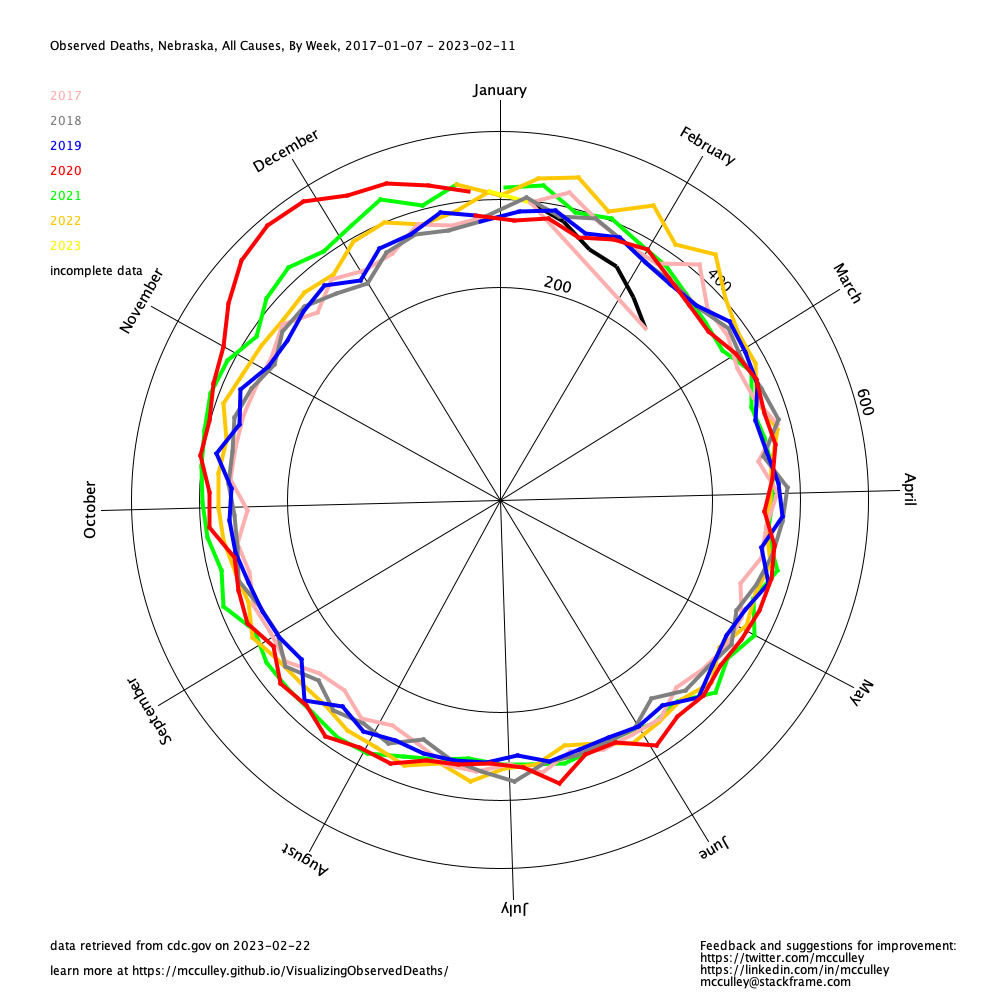 Observed Deaths, Nebraska, All Causes, By Week, 2017-01-07 - 2023-02-11
January
2017
2018
2019
2020
2021
2022
2023
incomplete data
December
February
November
March
200
400
600
October
April
September
May
August
June
July
data retrieved from cdc.gov on 2023-02-22
learn more at https://mcculley.github.io/VisualizingObservedDeaths/
Feedback and suggestions for improvement:
https://twitter.com/mcculley
https://linkedin.com/in/mcculley
mcculley@stackframe.com